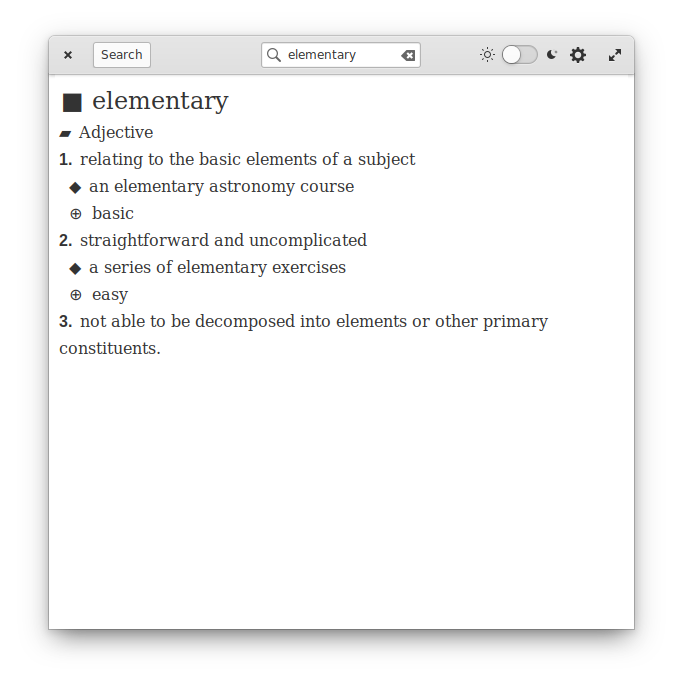 Search
elementary
■ elementary
▰ Adjective
1. relating to the basic elements of a subject
◆ an elementary astronomy course
⊕ basic
2. straightforward and uncomplicated
◆ a series of elementary exercises
⊕ easy
3. not able to be decomposed into elements or other primary
constituents.